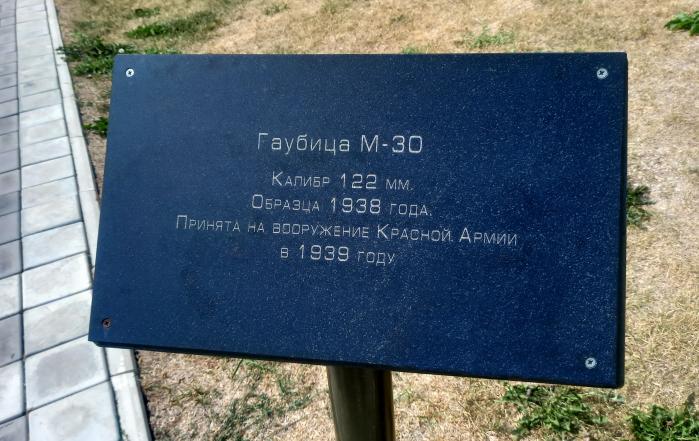 Гаубица М-30
Калибр 122 мм.
Образца 1938 года.
Принята на вооружение Красной Армии
в 1939 году